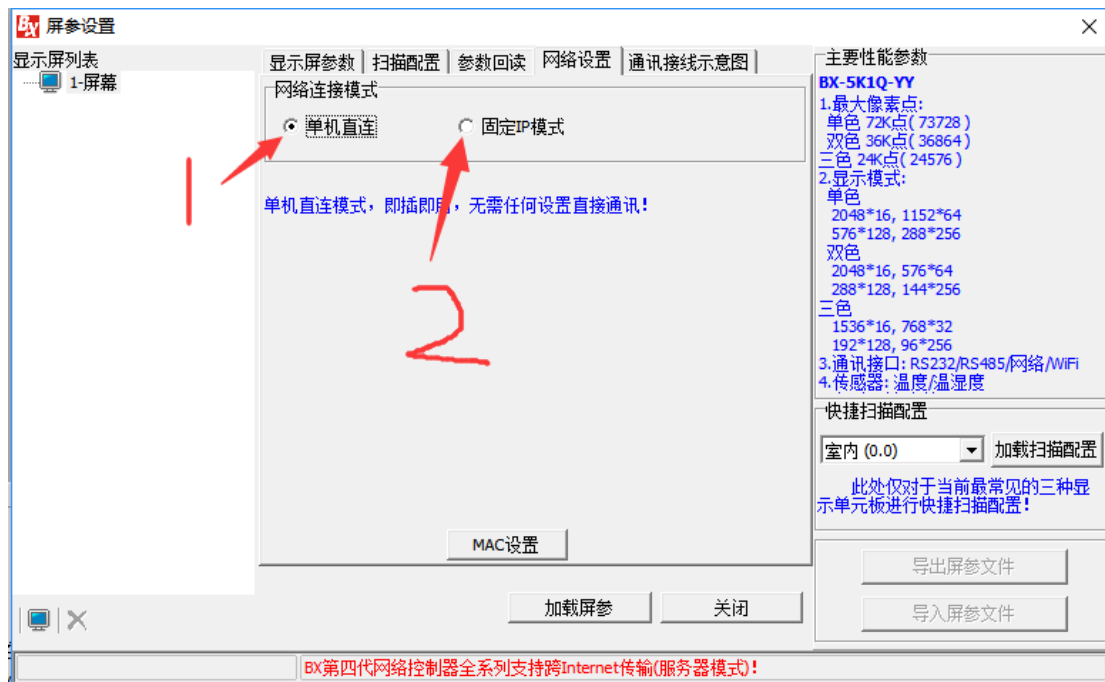 BX 屏参设置
显示屏列表
1-屏幕
显示屏参数 扫描配置 参数回读 网络设置 通讯接线示意图
网络连接模式
单机直连 固定IP模式
1
单机直连模式，即插即用，无需任何设置直接通讯！
2
MAC设置
加载屏参 关闭
主要性能参数
BX-5K1Q-YY
1.最大像素点:
单色 72K点(73728)
双色 36K点(36864)
三色 24K点(24576)
2.显示模式:
单色
2048*16, 1152*64
576*128, 288*256
双色
2048*16, 576*64
288*128, 144*256
三色
1536*16, 768*32
192*128, 96*256
3.通讯接口: RS232/RS485/网络/WiFi
4.传感器: 温度/温湿度
快捷扫描配置
室内 (0.0) 加载扫描配置
此处仅对于当前最常见的三种显
示单元板进行快捷扫描配置！
导出屏参文件
导入屏参文件
BX第四代网络控制器全系列支持跨Internet传输(服务器模式)！